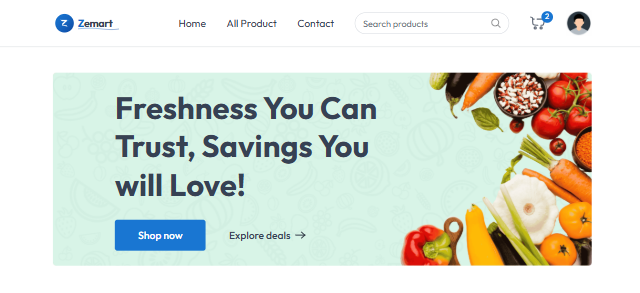 Zemart
Home
All Product
Contact
Search products
2
Freshness You Can
Trust, Savings You
will Love!
Shop now
Explore deals